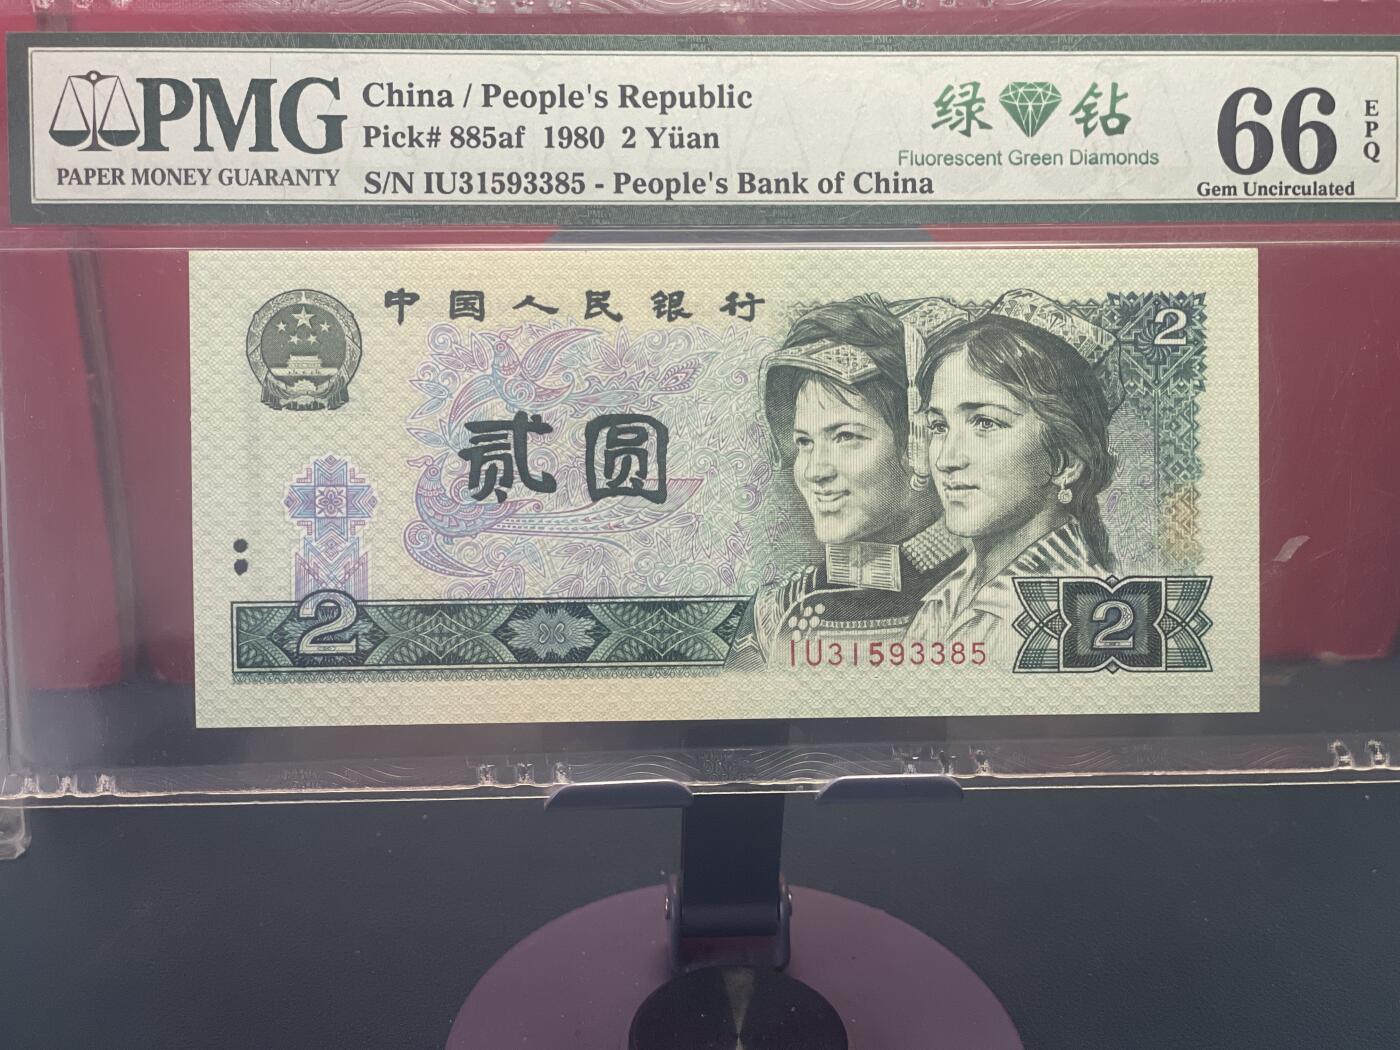 PMG
PAPER MONEY GUARANTY
China / People's Republic
Pick# 885af 1980 2 Yüan
S/N IU31593385 - People's Bank of China
绿 钻
Fluorescent Green Diamonds
66
EPQ
Gem Uncirculated
中国人民银行
2
贰圆
2
2
IU31593385